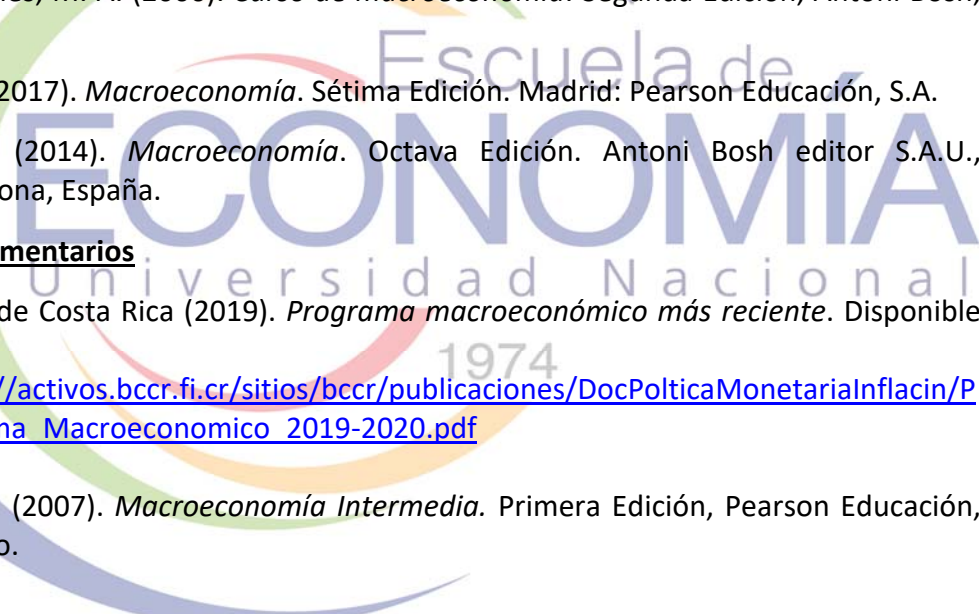 (2017). Macroeconomía. Sétima Edición. Madrid: Pearson Educación, S.A.
(2014). Macroeconomía. Octava Edición. Antoni Bosh editor S.A.U.,
ona, España.
mentarios
de Costa Rica (2019). Programa macroeconómico más reciente. Disponible
//activos.bccr.fi.cr/sitios/bccr/publicaciones/DocPolticaMonetariaInflacin/P
ma_Macroeconomico_2019-2020.pdf
(2007). Macroeconomía Intermedia. Primera Edición, Pearson Educación,
o.
Escuela de
ECONOMÍA
Universidad Nacional
1974